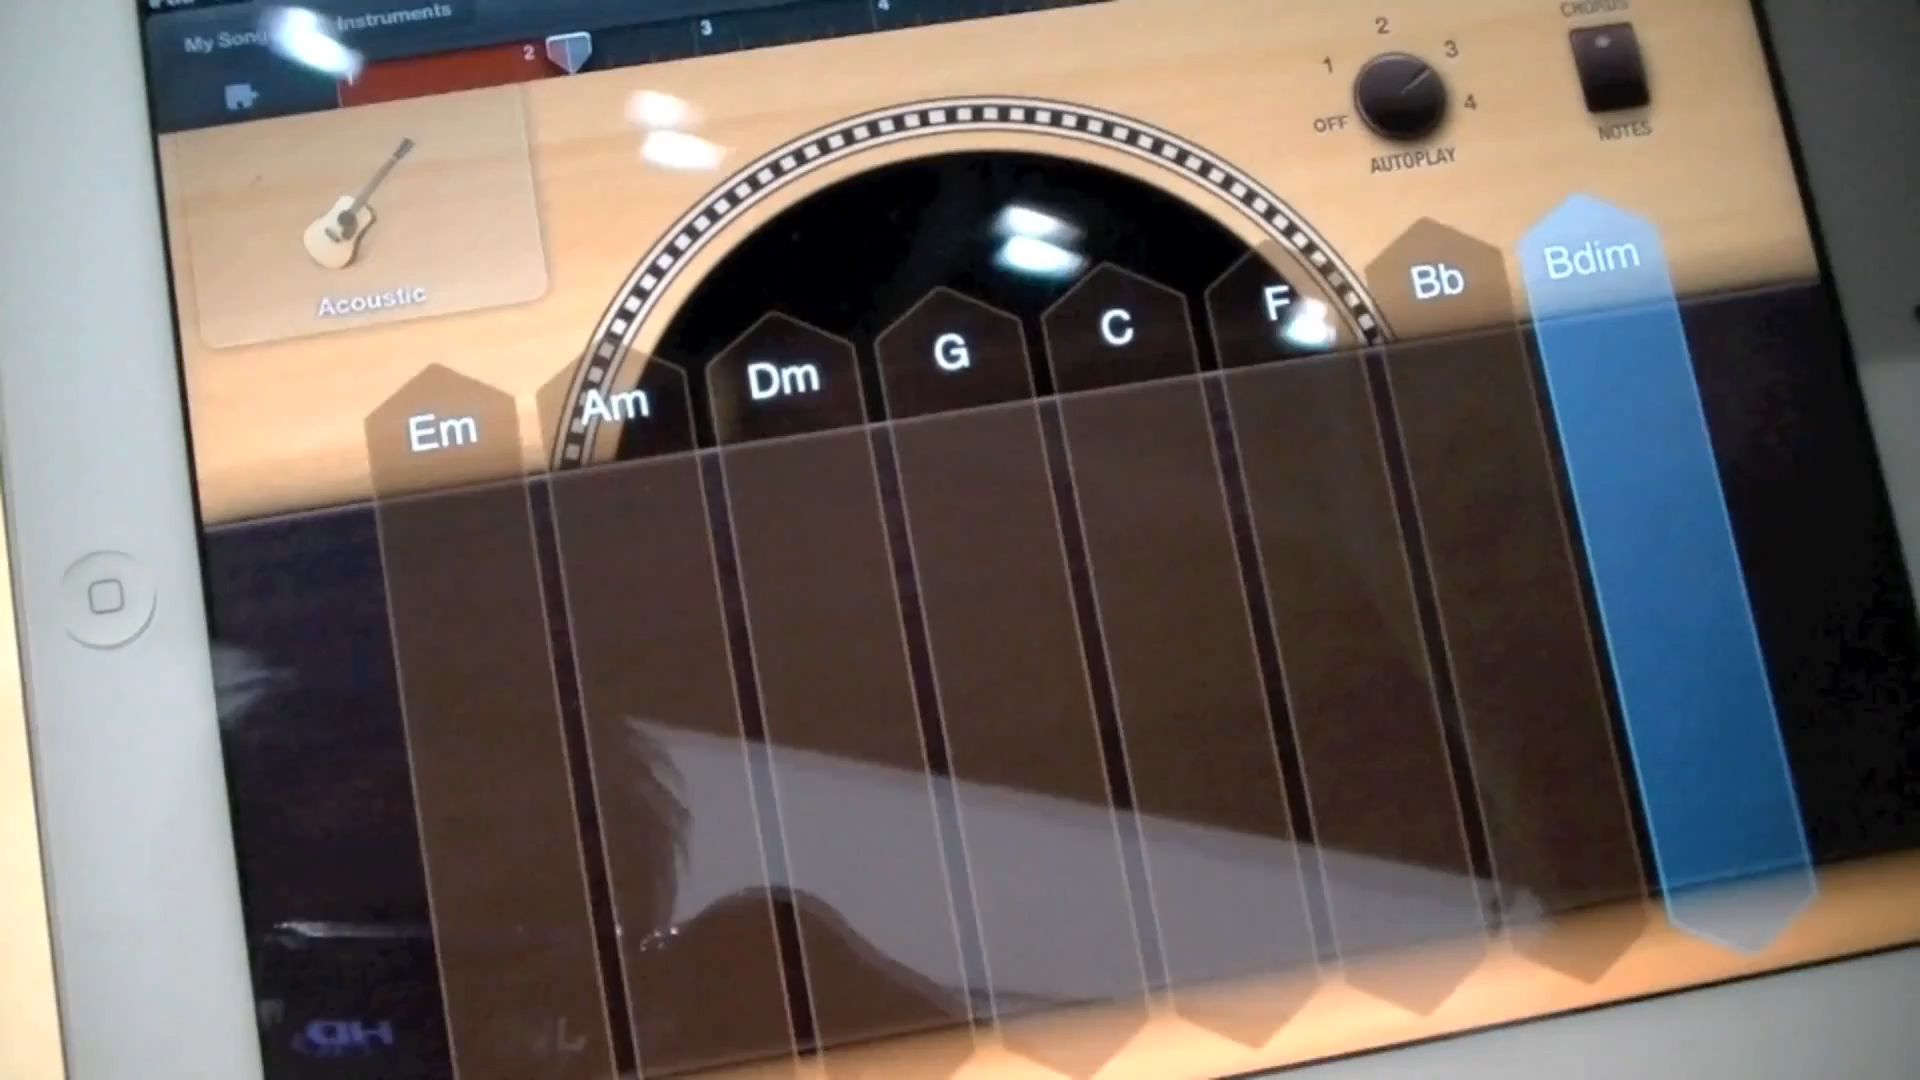 My Song Instruments
2
3
4
Acoustic
1
2
3
4
OFF
AUTOPLAY
CHORDS
NOTES
Em
Am
Dm
G
C
F
Bb
Bdim